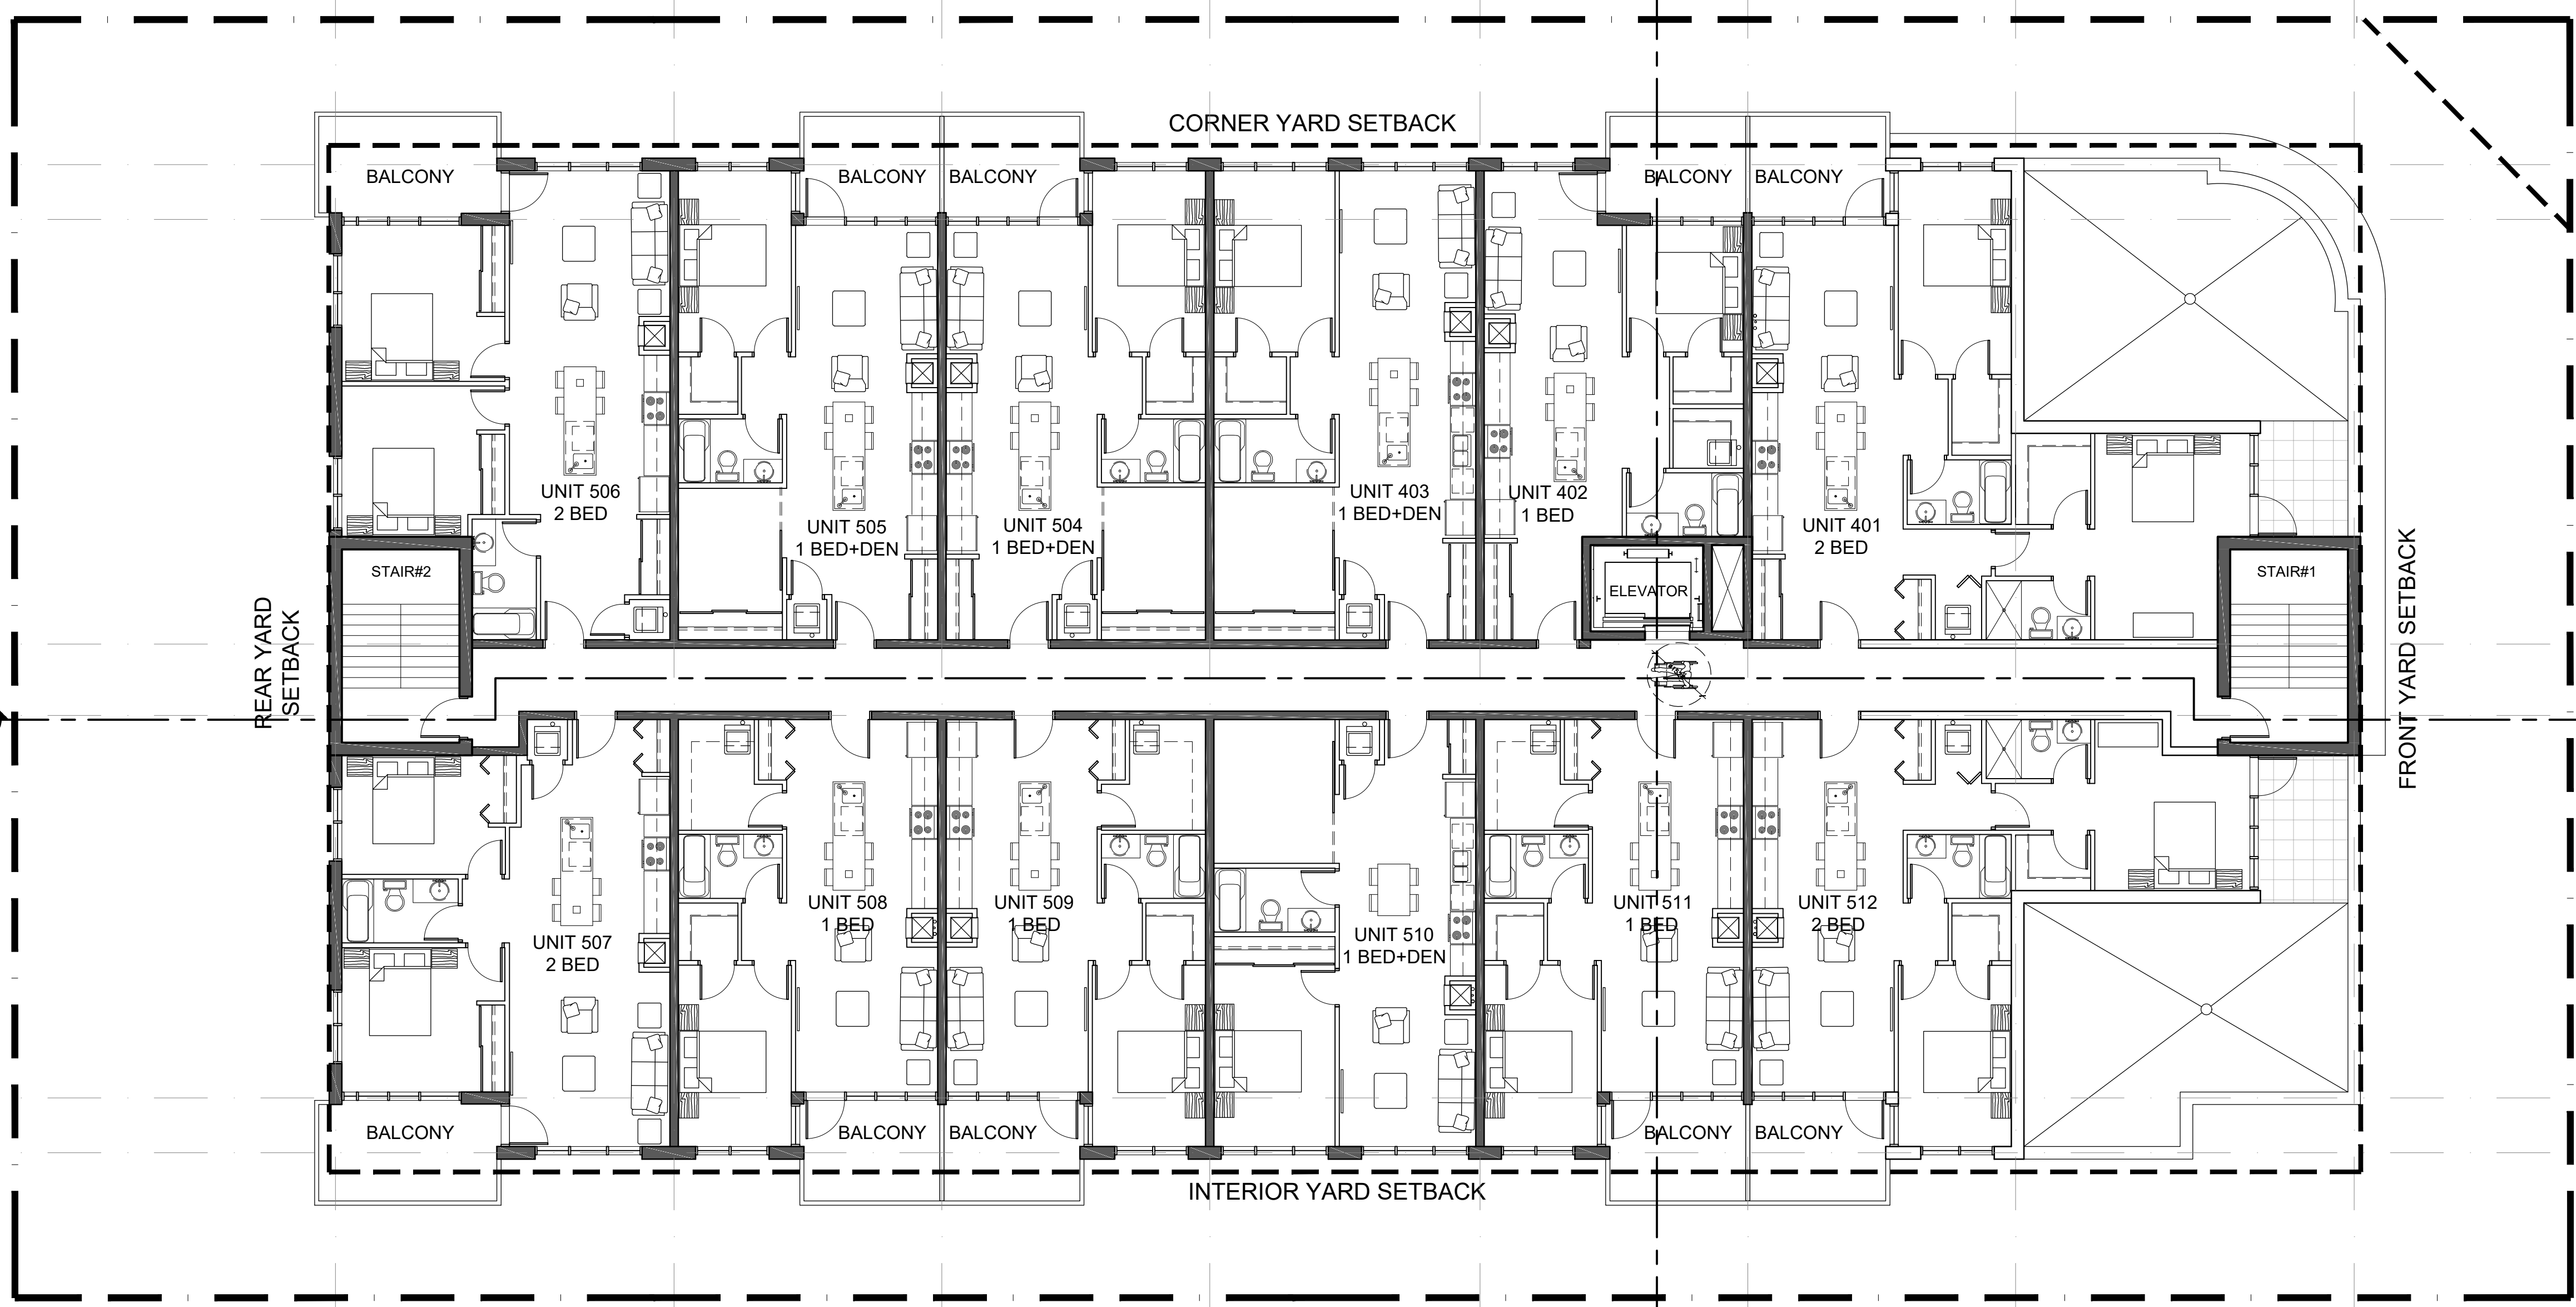 CORNER YARD SETBACK
BALCONY
BALCONY
BALCONY
BALCONY
BALCONY
UNIT 506
2 BED
UNIT 505
1 BED+DEN
UNIT 504
1 BED+DEN
UNIT 403
1 BED+DEN
UNIT 402
1 BED
UNIT 401
2 BED
STAIR#2
ELEVATOR
STAIR#1
REAR YARD
SETBACK
FRONT YARD SETBACK
UNIT 507
2 BED
UNIT 508
1 BED
UNIT 509
1 BED
UNIT 510
1 BED+DEN
UNIT 511
1 BED
UNIT 512
2 BED
BALCONY
BALCONY
BALCONY
BALCONY
BALCONY
INTERIOR YARD SETBACK